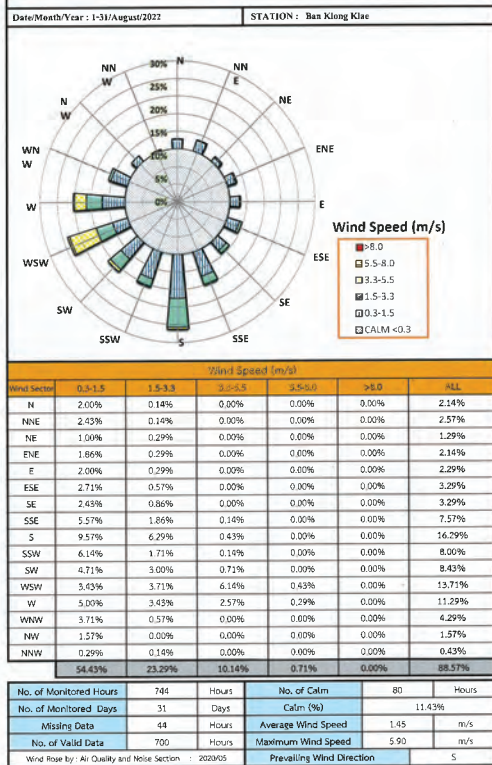 Date/Month/Year : 1-31/August/2022 STATION : Ban Klong Klae
N
NN
E
NE
ENE
E
ESE
SE
SSE
S
SSW
SW
WSW
W
WN
W
N
W
NN
W
30%
25%
20%
15%
10%
5%
0%
Wind Speed (m/s)
>8.0
5.5-8.0
3.3-5.5
1.5-3.3
0.3-1.5
CALM <0.3
Wind Speed (m/s)
Wind Sector 0.3-1.5 1.5-3.3 3.3-5.5 5.5-8.0 >8.0 ALL
N 2.00% 0.14% 0.00% 0.00% 0.00% 2.14%
NNE 2.43% 0.14% 0.00% 0.00% 0.00% 2.57%
NE 1.00% 0.29% 0.00% 0.00% 0.00% 1.29%
ENE 1.86% 0.29% 0.00% 0.00% 0.00% 2.14%
E 2.00% 0.29% 0.00% 0.00% 0.00% 2.29%
ESE 2.71% 0.57% 0.00% 0.00% 0.00% 3.29%
SE 2.43% 0.86% 0.00% 0.00% 0.00% 3.29%
SSE 5.57% 1.86% 0.14% 0.00% 0.00% 7.57%
S 9.57% 6.29% 0.43% 0.00% 0.00% 16.29%
SSW 6.14% 1.71% 0.14% 0.00% 0.00% 8.00%
SW 4.71% 3.00% 0.71% 0.00% 0.00% 8.43%
WSW 3.43% 3.71% 6.14% 0.43% 0.00% 13.71%
W 5.00% 3.43% 2.57% 0.29% 0.00% 11.29%
WNW 3.71% 0.57% 0.00% 0.00% 0.00% 4.29%
NW 1.57% 0.00% 0.00% 0.00% 0.00% 1.57%
NNW 0.29% 0.14% 0.00% 0.00% 0.00% 0.43%
54.43% 23.29% 10.14% 0.71% 0.00% 88.57%
No. of Monitored Hours 744 Hours No. of Calm 80 Hours
No. of Monitored Days 31 Days Calm (%) 11.43%
Missing Data 44 Hours Average Wind Speed 1.45 m/s
No. of Valid Data 700 Hours Maximum Wind Speed 5.90 m/s
Wind Rose by : Air Quality and Noise Section : 2020/05 Prevailing Wind Direction S